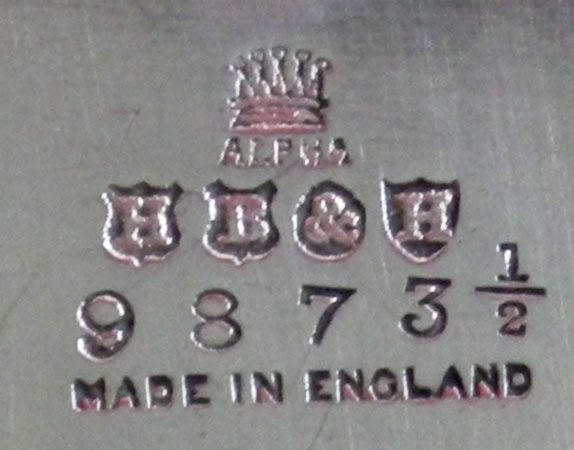 ALPHA
H B & H
9873 1/2
MADE IN ENGLAND